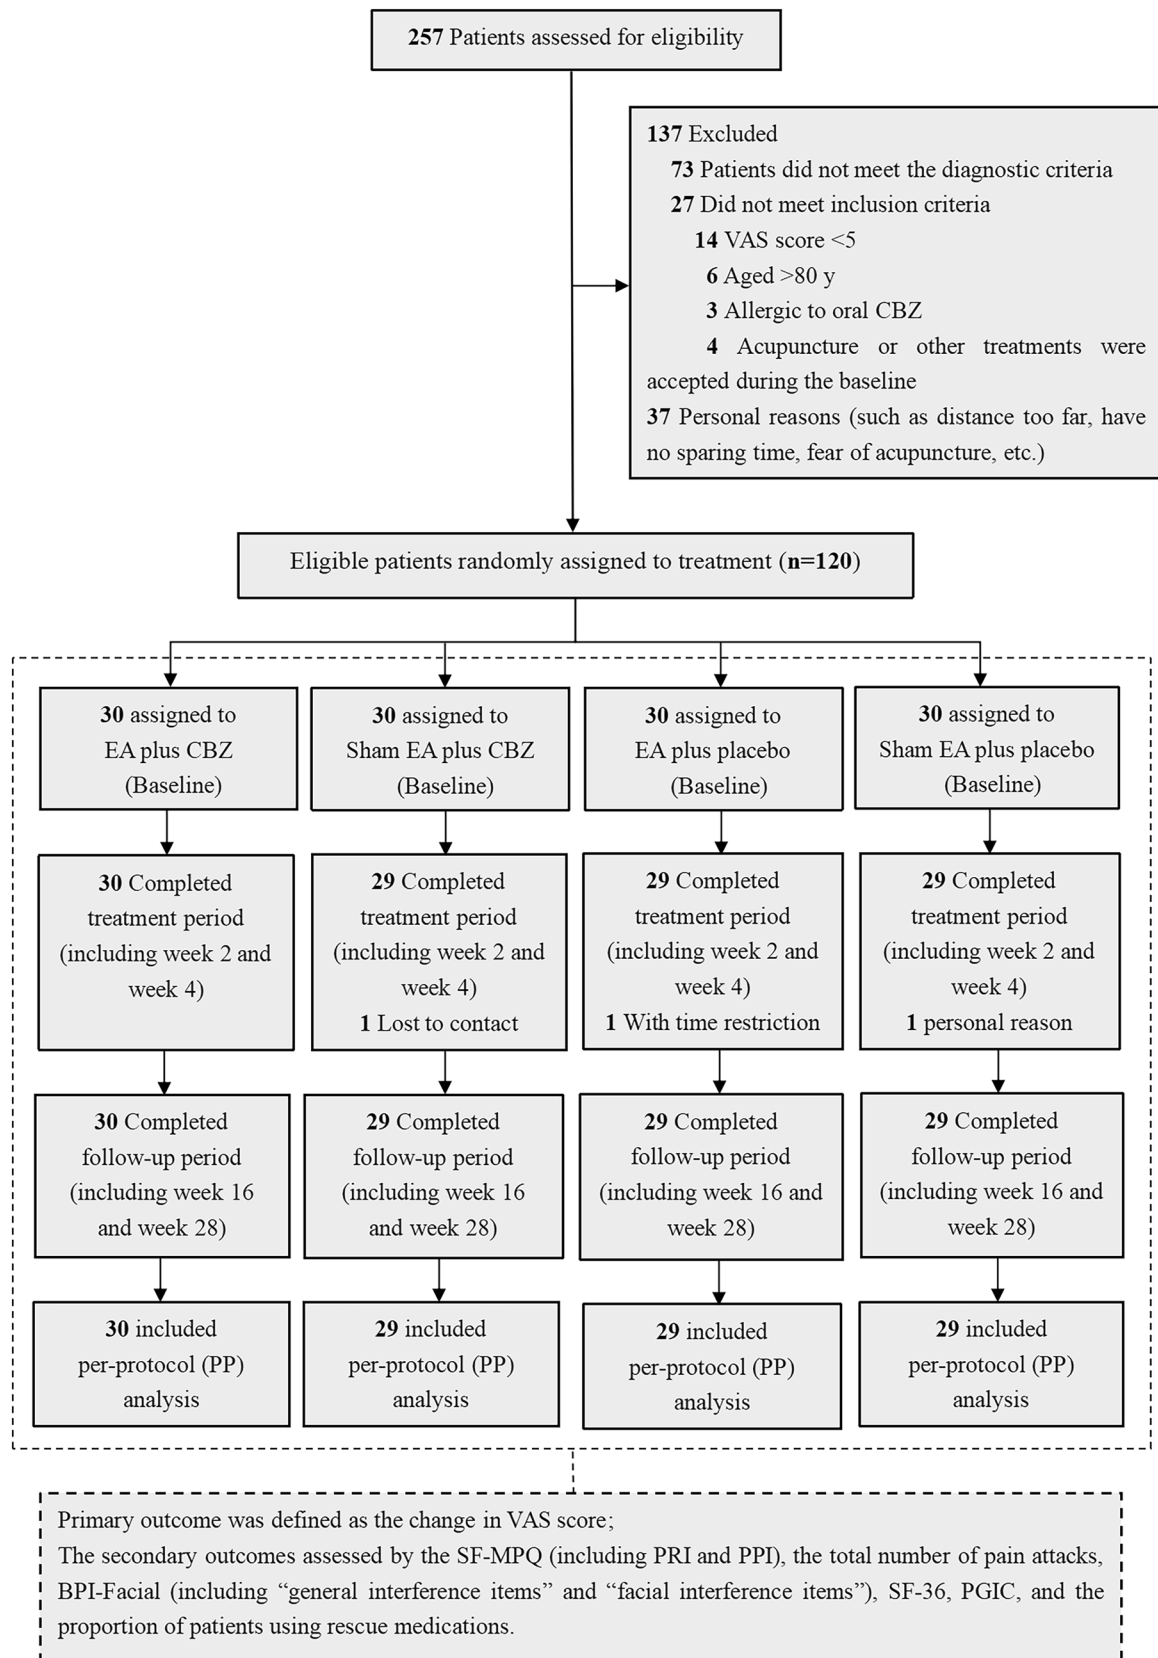 257 Patients assessed for eligibility
137 Excluded
73 Patients did not meet the diagnostic criteria
27 Did not meet inclusion criteria
14 VAS score <5
6 Aged >80 y
3 Allergic to oral CBZ
4 Acupuncture or other treatments were
accepted during the baseline
37 Personal reasons (such as distance too far, have
no sparing time, fear of acupuncture, etc.)
Eligible patients randomly assigned to treatment (n=120)
30 assigned to
EA plus CBZ
(Baseline)
30 assigned to
Sham EA plus CBZ
(Baseline)
30 assigned to
EA plus placebo
(Baseline)
30 assigned to
Sham EA plus placebo
(Baseline)
30 Completed
treatment period
(including week 2 and
week 4)
29 Completed
treatment period
(including week 2 and
week 4)
1 Lost to contact
29 Completed
treatment period
(including week 2 and
week 4)
1 With time restriction
29 Completed
treatment period
(including week 2 and
week 4)
1 personal reason
30 Completed
follow-up period
(including week 16
and week 28)
29 Completed
follow-up period
(including week 16
and week 28)
29 Completed
follow-up period
(including week 16 and
week 28)
29 Completed
follow-up period
(including week 16 and
week 28)
30 included
per-protocol (PP)
analysis
29 included
per-protocol (PP)
analysis
29 included
per-protocol (PP)
analysis
29 included
per-protocol (PP)
analysis
Primary outcome was defined as the change in VAS score;
The secondary outcomes assessed by the SF-MPQ (including PRI and PPI), the total number of pain attacks,
BPI-Facial (including “general interference items” and “facial interference items”), SF-36, PGIC, and the
proportion of patients using rescue medications.